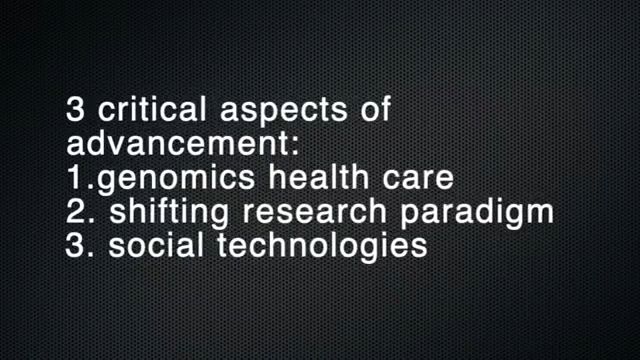 3 critical aspects of
advancement:
1.genomics health care
2. shifting research paradigm
3. social technologies